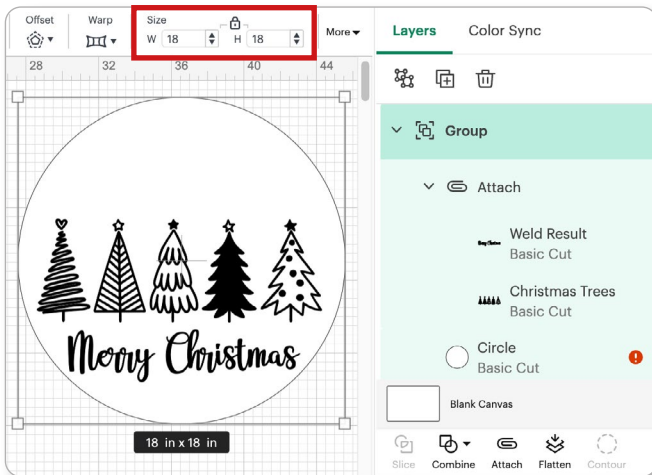 Offset
Warp
Size
W 18
H 18
More
28 32 36 40 44
Merry Christmas
18 in x 18 in
Layers
Color Sync
Group
Attach
Weld Result
Basic Cut
Christmas Trees
Basic Cut
Circle
Basic Cut
Blank Canvas
Slice
Combine
Attach
Flatten
Contour